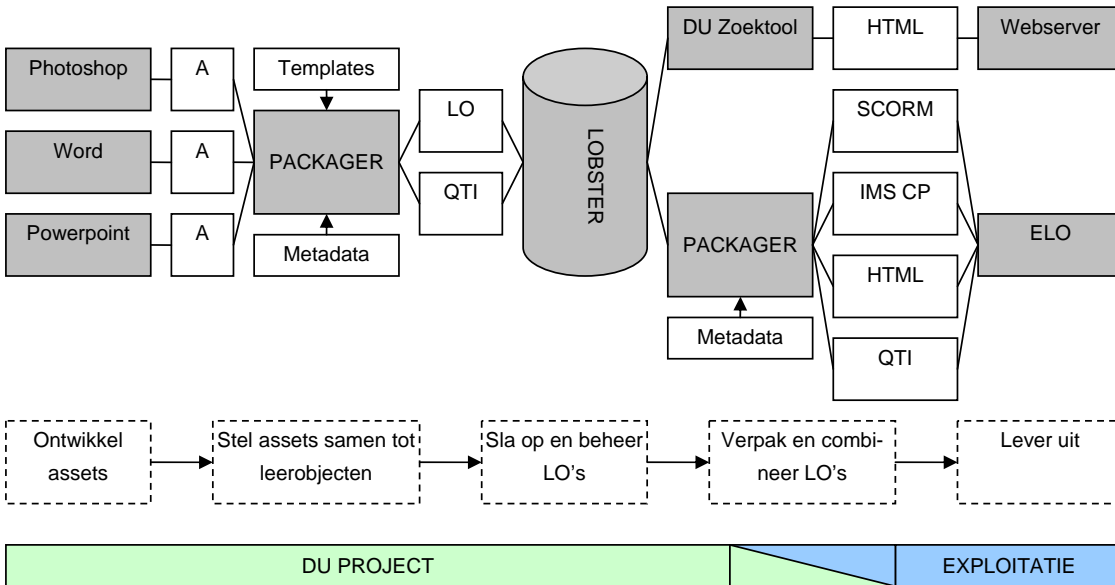 DU Zoektool
HTML
Webserver
Photoshop
A
Templates
Word
A
PACKAGER
LO
QTI
LOBSTER
Powerpoint
A
Metadata
SCORM
IMS CP
PACKAGER
HTML
QTI
ELO
Metadata
Ontwikkel
assets
Stel assets samen tot
leerobjecten
Sla op en beheer
LO's
Verpak en combi-
neer LO's
Lever uit
DU PROJECT
EXPLOITATIE